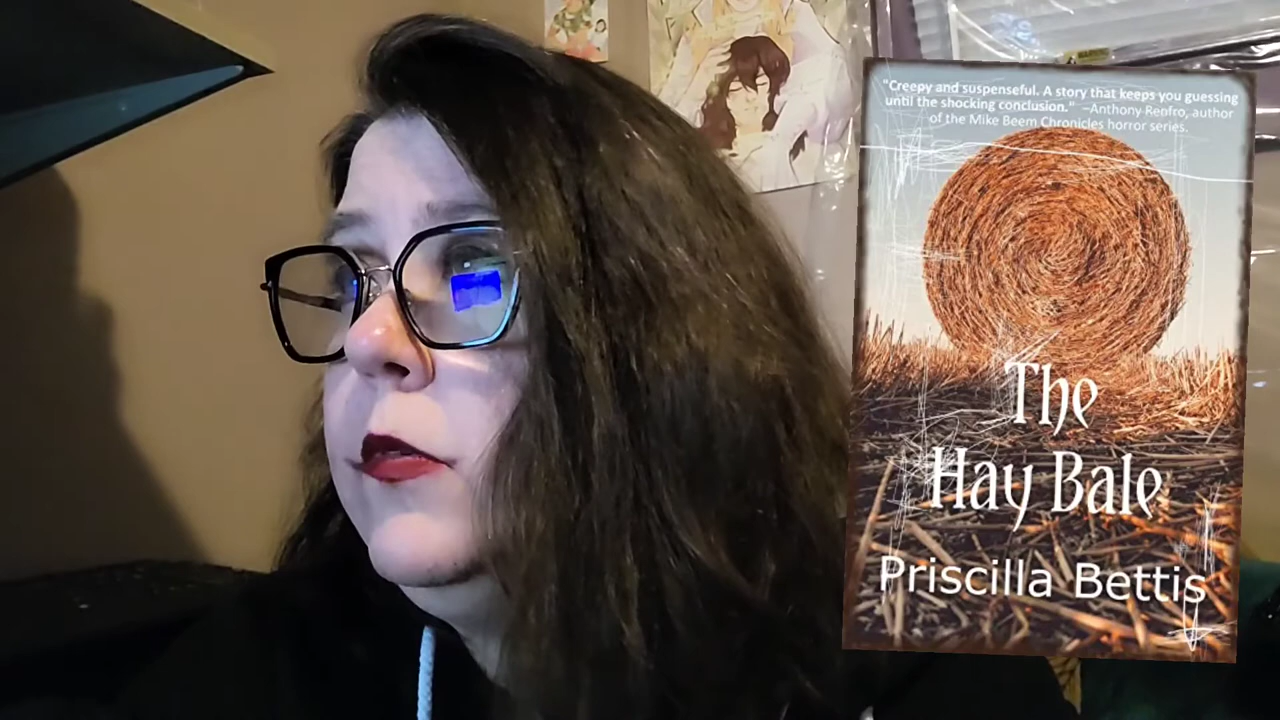 "Creepy and suspenseful. A story that keeps you guessing
until the shocking conclusion." –Anthony Renfro, author
of the Mike Beem Chronicles horror series.
The
Hay Bale
Priscilla Bettis